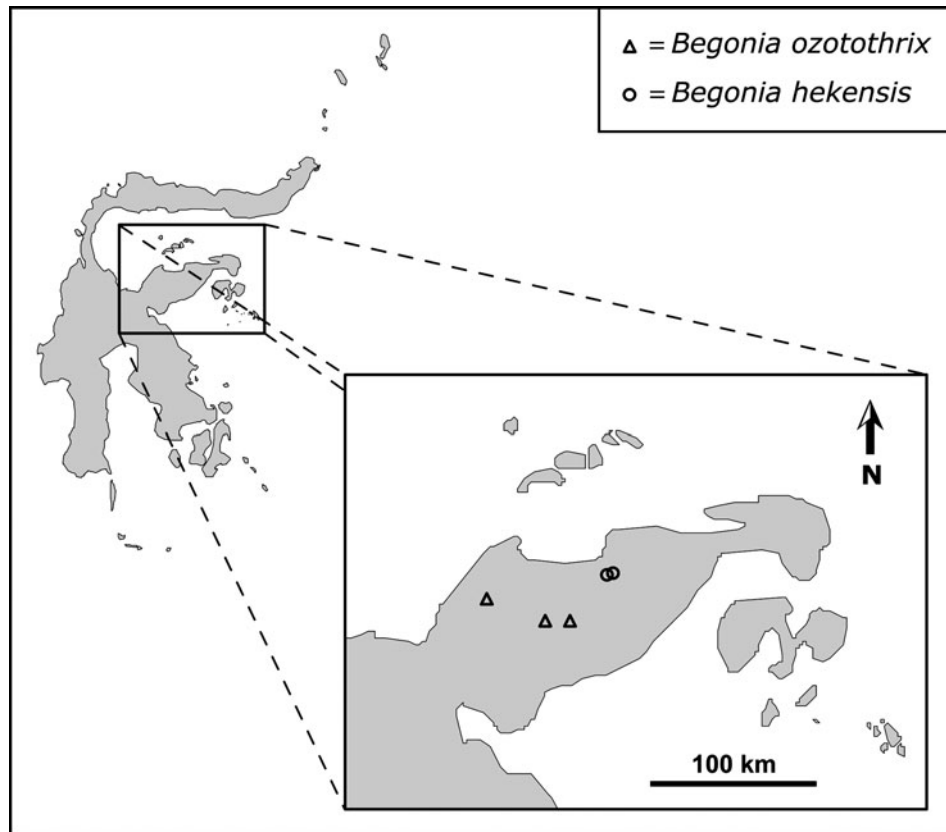 = Begonia ozotothrix
= Begonia hekensis
N
100 km